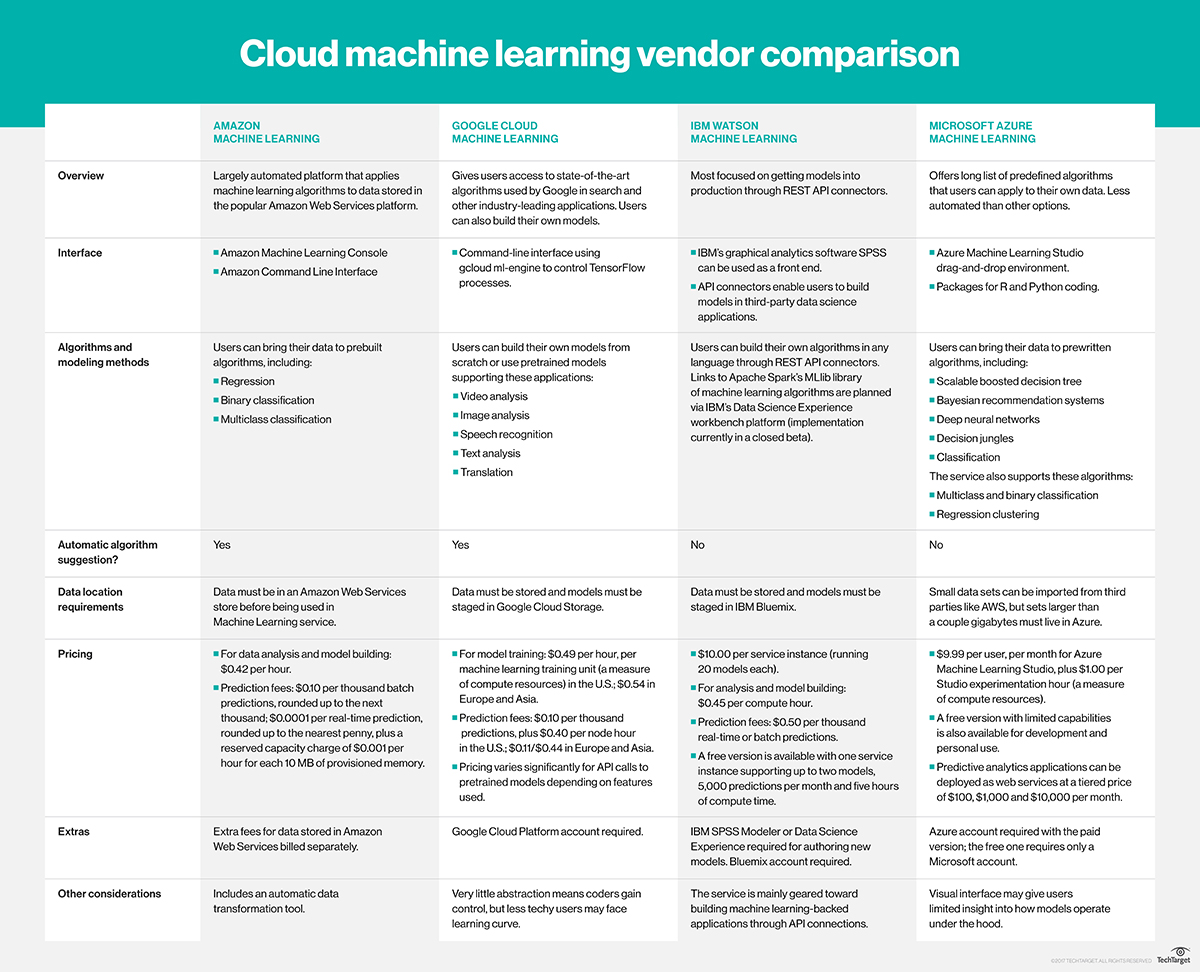 Cloud machine learning vendor comparison
AMAZON
MACHINE LEARNING
GOOGLE CLOUD
MACHINE LEARNING
IBM WATSON
MACHINE LEARNING
MICROSOFT AZURE
MACHINE LEARNING
Overview
Largely automated platform that applies
machine learning algorithms to data stored in
the popular Amazon Web Services platform.
Gives users access to state-of-the-art
algorithms used by Google in search and
other industry-leading applications. Users
can also build their own models.
Most focused on getting models into
production through REST API connectors.
Offers long list of predefined algorithms
that users can apply to their own data. Less
automated than other options.
Interface
Amazon Machine Learning Console
Amazon Command Line Interface
Command-line interface using
gcloud ml-engine to control TensorFlow
processes.
IBM's graphical analytics software SPSS
can be used as a front end.
API connectors enable users to build
models in third-party data science
applications.
Azure Machine Learning Studio
drag-and-drop environment.
Packages for R and Python coding.
Algorithms and
modeling methods
Users can bring their data to prebuilt
algorithms, including:
Regression
Binary classification
Multiclass classification
Users can build their own models from
scratch or use pretrained models
supporting these applications:
Video analysis
Image analysis
Speech recognition
Text analysis
Translation
Users can build their own algorithms in any
language through REST API connectors.
Links to Apache Spark's MLlib library
of machine learning algorithms are planned
via IBM's Data Science Experience
workbench platform (implementation
currently in a closed beta).
Users can bring their data to prewritten
algorithms, including:
Scalable boosted decision tree
Bayesian recommendation systems
Deep neural networks
Decision jungles
Classification
The service also supports these algorithms:
Multiclass and binary classification
Regression clustering
Automatic algorithm
suggestion?
Yes
Yes
No
No
Data location
requirements
Data must be in an Amazon Web Services
store before being used in
Machine Learning service.
Data must be stored and models must be
staged in Google Cloud Storage.
Data must be stored and models must be
staged in IBM Bluemix.
Small data sets can be imported from third
parties like AWS, but sets larger than
a couple gigabytes must live in Azure.
Pricing
For data analysis and model building:
$0.42 per hour.
Prediction fees: $0.10 per thousand batch
predictions, rounded up to the next
thousand; $0.0001 per real-time prediction,
rounded up to the nearest penny, plus a
reserved capacity charge of $0.001 per
hour for each 10 MB of provisioned memory.
For model training: $0.49 per hour, per
machine learning training unit (a measure
of compute resources) in the U.S.; $0.54 in
Europe and Asia.
Prediction fees: $0.10 per thousand
predictions, plus $0.40 per node hour
in the U.S.; $0.11/$0.44 in Europe and Asia.
Pricing varies significantly for API calls to
pretrained models depending on features
used.
$10.00 per service instance (running
20 models each).
For analysis and model building:
$0.45 per compute hour.
Prediction fees: $0.50 per thousand
real-time or batch predictions.
A free version is available with one service
instance supporting up to two models,
5,000 predictions per month and five hours
of compute time.
$9.99 per user, per month for Azure
Machine Learning Studio, plus $1.00 per
Studio experimentation hour (a measure
of compute resources).
A free version with limited capabilities
is also available for development and
personal use.
Predictive analytics applications can be
deployed as web services at a tiered price
of $100, $1,000 and $10,000 per month.
Extras
Extra fees for data stored in Amazon
Web Services billed separately.
Google Cloud Platform account required.
IBM SPSS Modeler or Data Science
Experience required for authoring new
models. Bluemix account required.
Azure account required with the paid
version; the free one requires only a
Microsoft account.
Other considerations
Includes an automatic data
transformation tool.
Very little abstraction means coders gain
control, but less techy users may face
learning curve.
The service is mainly geared toward
building machine learning-backed
applications through API connections.
Visual interface may give users
limited insight into how models operate
under the hood.
©2017 TECHTARGET. ALL RIGHTS RESERVED
TechTarget